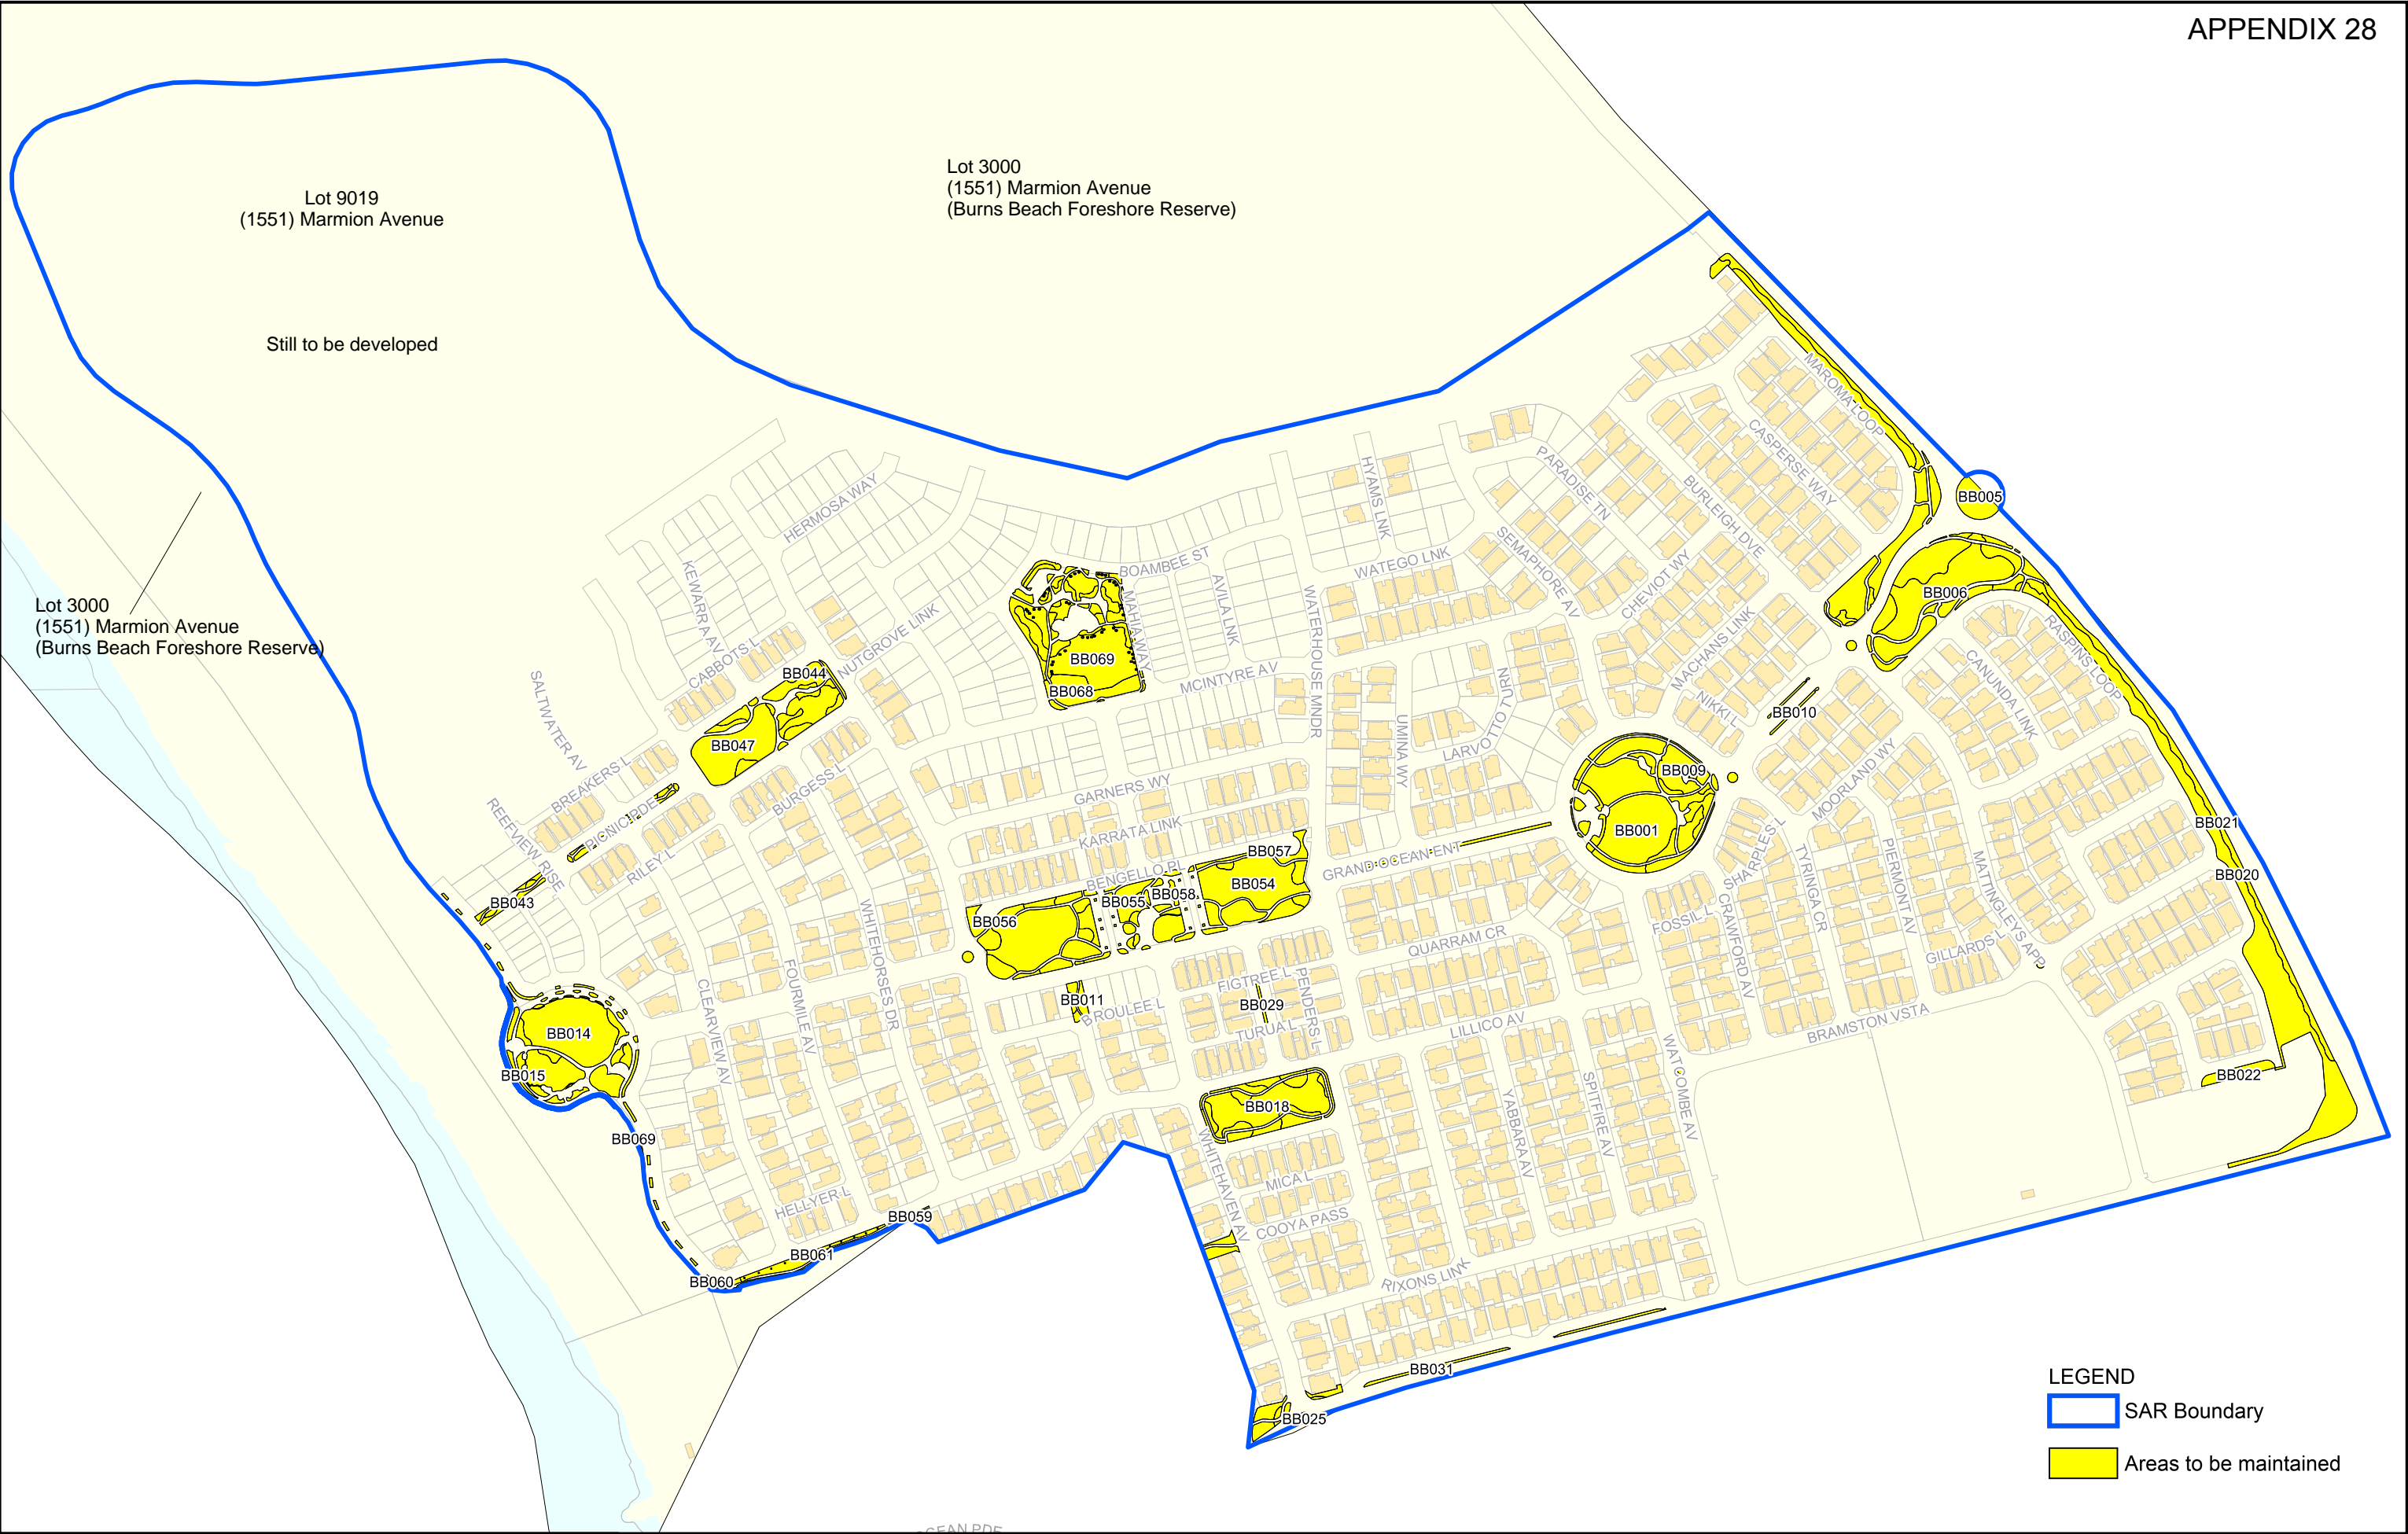 APPENDIX 28
Lot 3000
(1551) Marmion Avenue
(Burns Beach Foreshore Reserve)
Lot 9019
(1551) Marmion Avenue
Still to be developed
Lot 3000
(1551) Marmion Avenue
(Burns Beach Foreshore Reserve)
MAROMA LOOP
CASPERSE WAY
BURLEIGH DVE
PARADISE TN
HYAMS LNK
HERMOSA WAY
BB005
SEMAPHORE AV
WATEGO LNK
BOAMBEE ST
CHEVIOT WY
KEWARRA AV
AVILA LNK
MAHIA WAY
WATERHOUSE MNDR
BB006
RASPINS LOOP
NUTGROVE LINK
CABBOTS L
MACHANS LINK
CANUNDA LINK
BB069
BB068
MCINTYRE AV
BB044
SALTWATER AV
NIKKI L
BB010
LARVOTTO TURN
UMINA WY
BB047
BREAKERS L
BURGESS L
BB009
MOORLAND WY
GARNERS WY
PICNIC PDE
REEFVIEW RISE
KARRATA LINK
BB001
BB021
RILEY L
BENGELLO PL
BB057
GRAND OCEAN ENT
SHARPLES L
TYRINGA CR
PIERMONT AV
MATTINGLEYS APP
BB020
BB054
BB058
BB055
BB043
BB056
WHITEHORSES DR
FOSSIL L
CRAWFORD AV
QUARRAM CR
GILLARDS L
FIGTREE L
PENDERS L
BB011
BROULEE L
BB029
TURUA L
LILLICO AV
BRAMSTON VSTA
CLEARVIEW AV
FOURMILE AV
BB014
BB015
WATCOMBE AV
BB022
BB018
SPITFIRE AV
YABBARA AV
BB069
WHITEHAVEN AV
MICA L
COOYA PASS
HELLYER L
BB059
BB061
BB060
RIXONS LINK
BB031
BB025
LEGEND
SAR Boundary
Areas to be maintained
OCEAN PDE